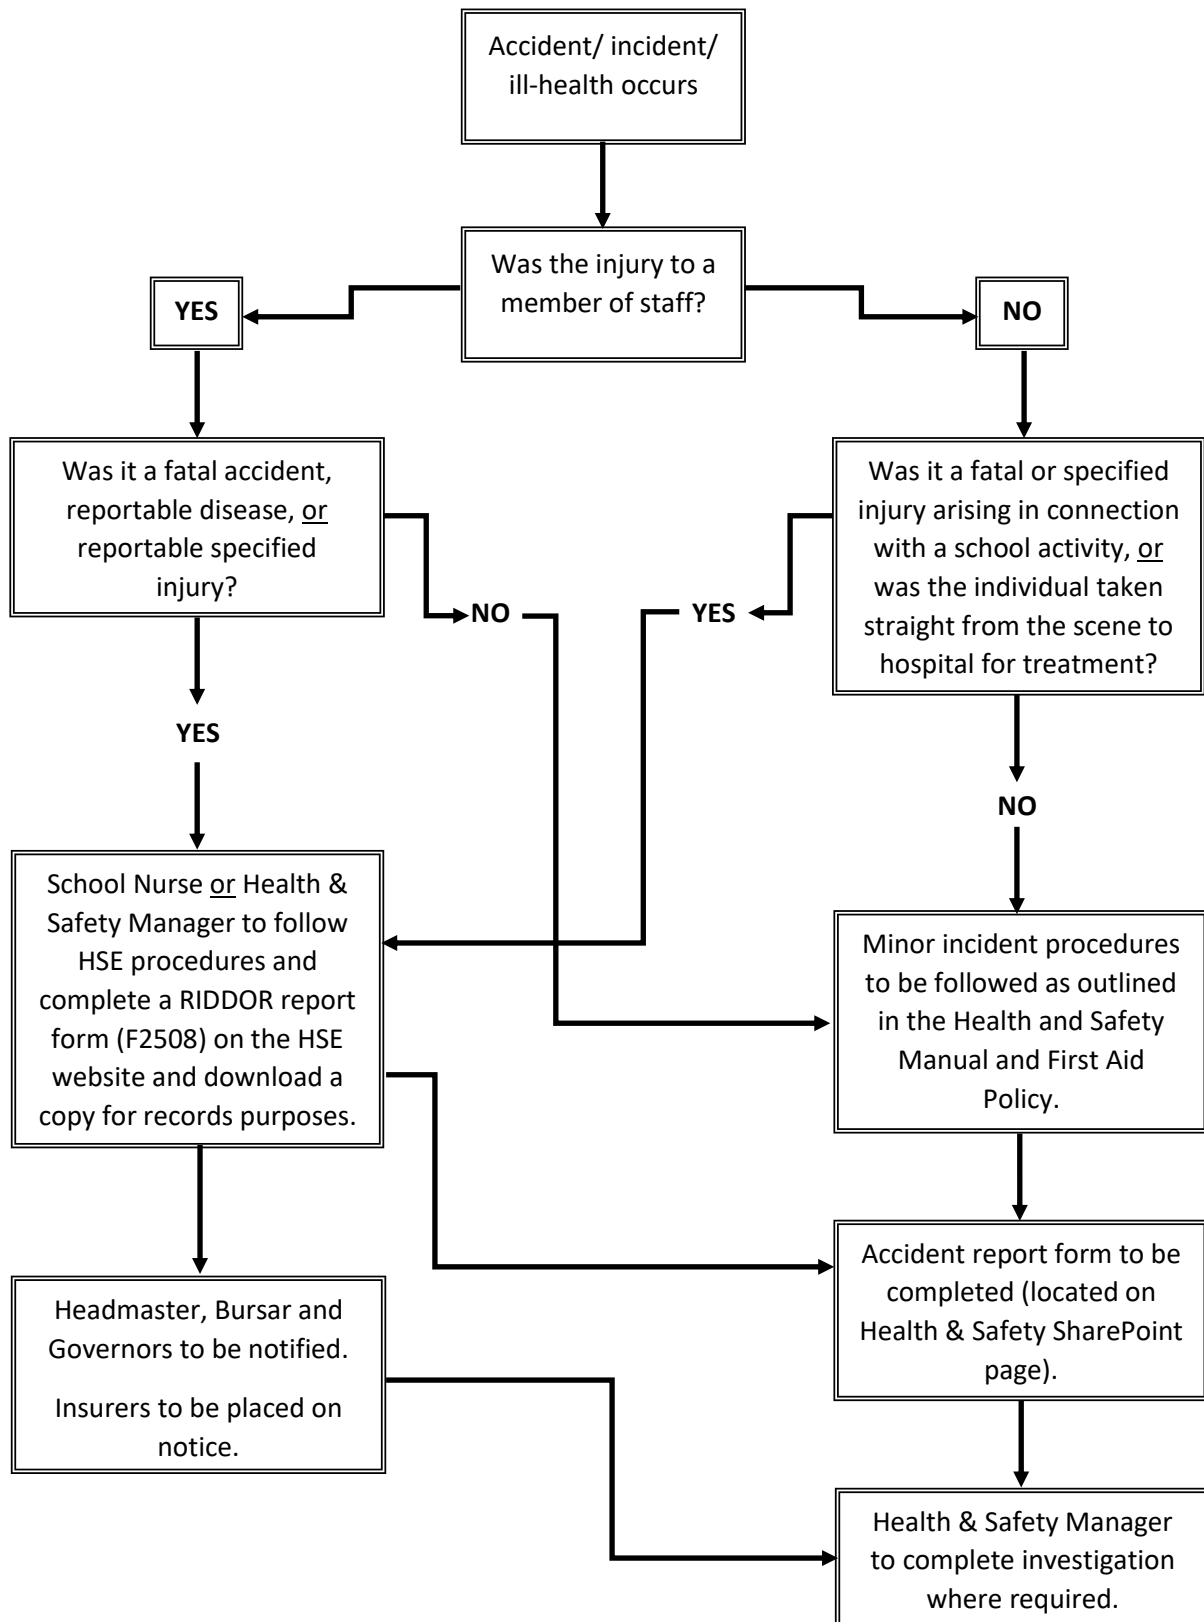 Accident/ incident/
ill-health occurs
Was the injury to a
member of staff?
YES
NO
Was it a fatal accident,
reportable disease, or
reportable specified
injury?
Was it a fatal or specified
injury arising in connection
with a school activity, or
was the individual taken
straight from the scene to
hospital for treatment?
NO
YES
YES
NO
School Nurse or Health &
Safety Manager to follow
HSE procedures and
complete a RIDDOR report
form (F2508) on the HSE
website and download a
copy for records purposes.
Minor incident procedures
to be followed as outlined
in the Health and Safety
Manual and First Aid
Policy.
Accident report form to be
completed (located on
Health & Safety SharePoint
page).
Headmaster, Bursar and
Governors to be notified.
Insurers to be placed on
notice.
Health & Safety Manager
to complete investigation
where required.